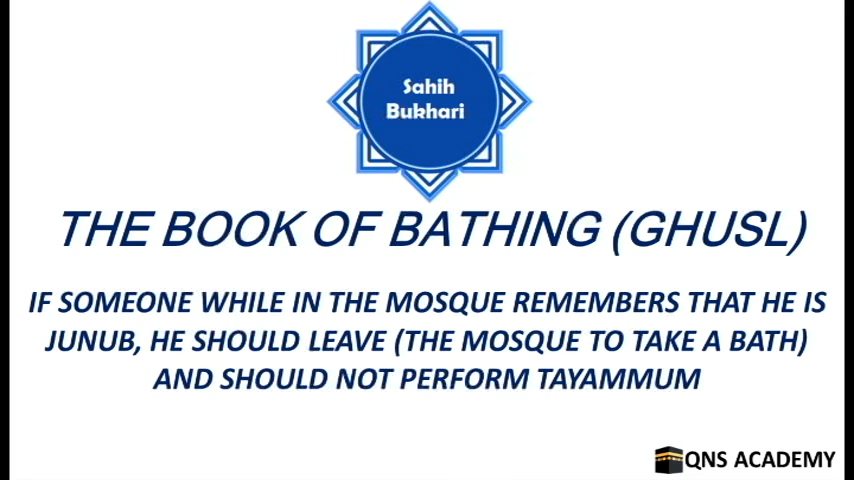 Sahih
Bukhari
THE BOOK OF BATHING (GHUSL)
IF SOMEONE WHILE IN THE MOSQUE REMEMBERS THAT HE IS
JUNUB, HE SHOULD LEAVE (THE MOSQUE TO TAKE A BATH)
AND SHOULD NOT PERFORM TAYAMMUM
QNS ACADEMY